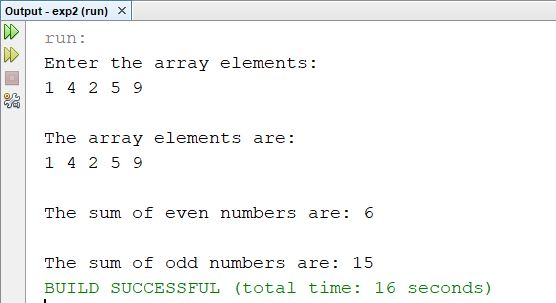 Output - exp2 (run) ×
run:
Enter the array elements:
1 4 2 5 9
The array elements are:
1 4 2 5 9
The sum of even numbers are: 6
The sum of odd numbers are: 15
BUILD SUCCESSFUL (total time: 16 seconds)